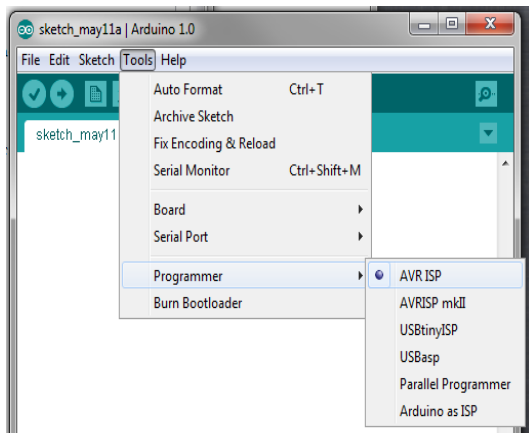 sketch_may11a | Arduino 1.0
File Edit Sketch Tools Help
sketch_may11
Auto Format Ctrl+T
Archive Sketch
Fix Encoding & Reload
Serial Monitor Ctrl+Shift+M
Board
Serial Port
Programmer
Burn Bootloader
AVR ISP
AVRISP mkII
USBtinyISP
USBasp
Parallel Programmer
Arduino as ISP